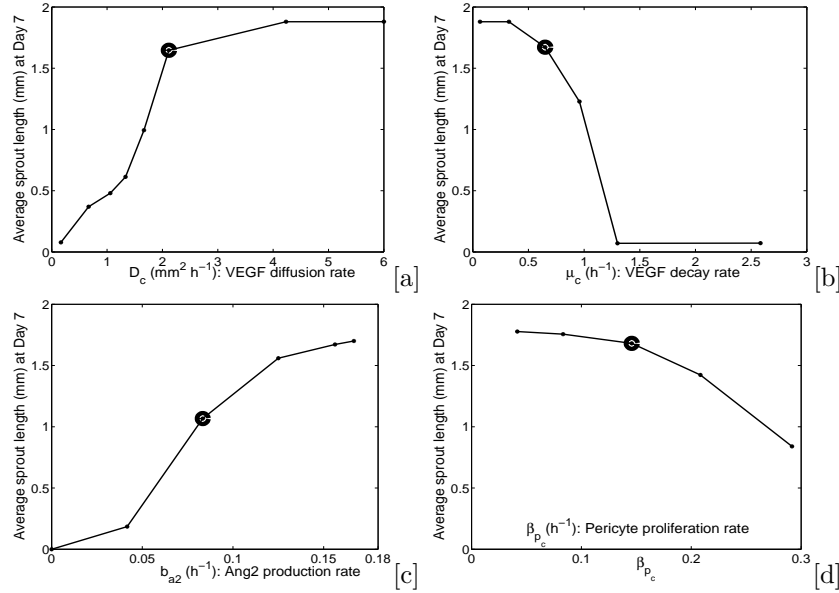 Average sprout length (mm) at Day 7
2
1.5
1
0.5
0
0 1 2 3 4 5 6
D_c (mm² h⁻¹): VEGF diffusion rate
[a]
Average sprout length (mm) at Day 7
2
1.5
1
0.5
0
0 0.5 1 1.5 2 2.5 3
μ_c (h⁻¹): VEGF decay rate
[b]
Average sprout length (mm) at Day 7
2
1.5
1
0.5
0
0 0.05 0.1 0.15 0.18
b_a2 (h⁻¹): Ang2 production rate
[c]
Average sprout length (mm) at Day 7
2
1.5
1
0.5
0
β_p_c (h⁻¹): Pericyte proliferation rate
0 0.1 0.2 0.3
β_p_c
[d]